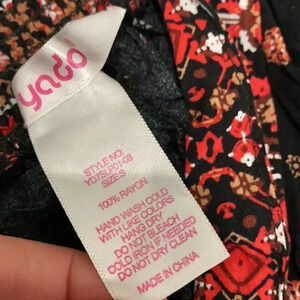 yado
STYLE NO:
SIZE:S
100% RAYON
HAND WASH COLD
WITH LIKE COLORS
HANG DRY
DO NOT BLEACH
COLD IRON IF NEEDED
DO NOT DRY CLEAN
MADE IN CHINA